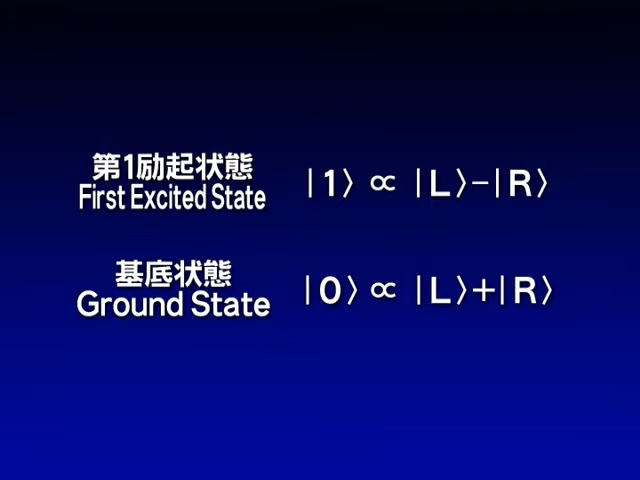 第1励起状態
First Excited State
|1〉∝ |L〉−|R〉
基底状態
Ground State
|0〉∝ |L〉+|R〉